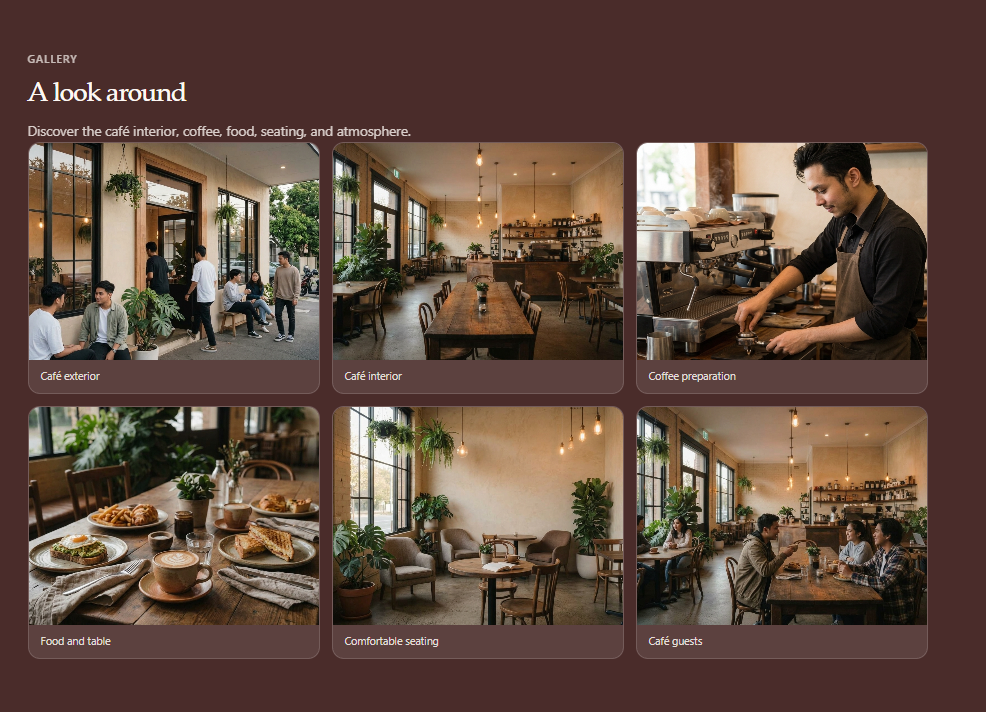 GALLERY
A look around
Discover the café interior, coffee, food, seating, and atmosphere.
Café exterior
Café interior
Coffee preparation
Food and table
Comfortable seating
Café guests